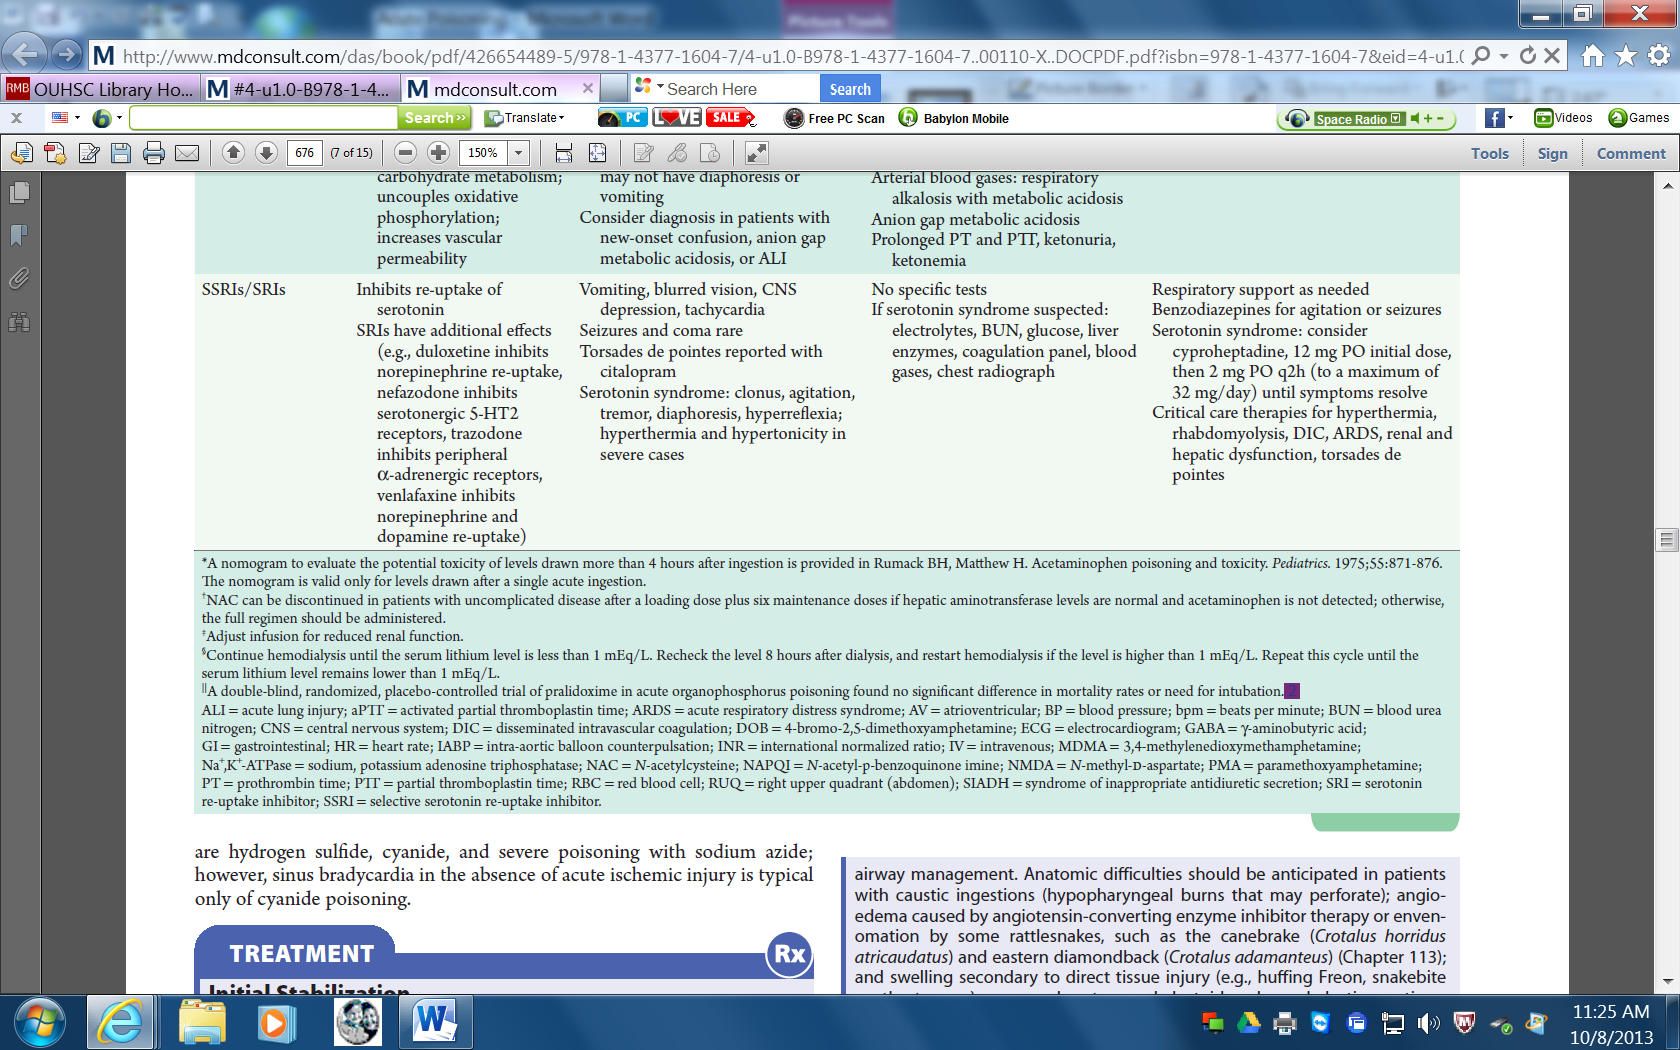 Acute Poisoning - Microsoft Word
Picture Tools
http://www.mdconsult.com/das/book/pdf/426654489-5/978-1-4377-1604-7/4-u1.0-B978-1-4377-1604-7..00110-X..DOCPDF.pdf?isbn=978-1-4377-1604-7&eid=4-u1.0
RMB OUHSC Library Ho...
M #4-u1.0-B978-1-4...
M mdconsult.com
Search Here
Search
x
Search
Translate
PC
LOVE
SALE
Free PC Scan
Babylon Mobile
Space Radio
Videos
Games
676 (7 of 15)
150%
Tools
Sign
Comment
carbohydrate metabolism;
uncouples oxidative
phosphorylation;
increases vascular
permeability
may not have diaphoresis or
vomiting
Consider diagnosis in patients with
new-onset confusion, anion gap
metabolic acidosis, or ALI
Arterial blood gases: respiratory
alkalosis with metabolic acidosis
Anion gap metabolic acidosis
Prolonged PT and PTT, ketonuria,
ketonemia
SSRIs/SRIs
Inhibits re-uptake of
serotonin
SRIs have additional effects
(e.g., duloxetine inhibits
norepinephrine re-uptake,
nefazodone inhibits
serotonergic 5-HT2
receptors, trazodone
inhibits peripheral
α-adrenergic receptors,
venlafaxine inhibits
norepinephrine and
dopamine re-uptake)
Vomiting, blurred vision, CNS
depression, tachycardia
Seizures and coma rare
Torsades de pointes reported with
citalopram
Serotonin syndrome: clonus, agitation,
tremor, diaphoresis, hyperreflexia;
hyperthermia and hypertonicity in
severe cases
No specific tests
If serotonin syndrome suspected:
electrolytes, BUN, glucose, liver
enzymes, coagulation panel, blood
gases, chest radiograph
Respiratory support as needed
Benzodiazepines for agitation or seizures
Serotonin syndrome: consider
cyproheptadine, 12 mg PO initial dose,
then 2 mg PO q2h (to a maximum of
32 mg/day) until symptoms resolve
Critical care therapies for hyperthermia,
rhabdomyolysis, DIC, ARDS, renal and
hepatic dysfunction, torsades de
pointes
*A nomogram to evaluate the potential toxicity of levels drawn more than 4 hours after ingestion is provided in Rumack BH, Matthew H. Acetaminophen poisoning and toxicity. Pediatrics. 1975;55:871-876.
The nomogram is valid only for levels drawn after a single acute ingestion.
†NAC can be discontinued in patients with uncomplicated disease after a loading dose plus six maintenance doses if hepatic aminotransferase levels are normal and acetaminophen is not detected; otherwise,
the full regimen should be administered.
‡Adjust infusion for reduced renal function.
§Continue hemodialysis until the serum lithium level is less than 1 mEq/L. Recheck the level 8 hours after dialysis, and restart hemodialysis if the level is higher than 1 mEq/L. Repeat this cycle until the
serum lithium level remains lower than 1 mEq/L.
||A double-blind, randomized, placebo-controlled trial of pralidoxime in acute organophosphorus poisoning found no significant difference in mortality rates or need for intubation.
ALI = acute lung injury; aPTT = activated partial thromboplastin time; ARDS = acute respiratory distress syndrome; AV = atrioventricular; BP = blood pressure; bpm = beats per minute; BUN = blood urea
nitrogen; CNS = central nervous system; DIC = disseminated intravascular coagulation; DOB = 4-bromo-2,5-dimethoxyamphetamine; ECG = electrocardiogram; GABA = γ-aminobutyric acid;
GI = gastrointestinal; HR = heart rate; IABP = intra-aortic balloon counterpulsation; INR = international normalized ratio; IV = intravenous; MDMA = 3,4-methylenedioxymethamphetamine;
Na⁺,K⁺-ATPase = sodium, potassium adenosine triphosphatase; NAC = N-acetylcysteine; NAPQI = N-acetyl-p-benzoquinone imine; NMDA = N-methyl-D-aspartate; PMA = paramethoxyamphetamine;
PT = prothrombin time; PTT = partial thromboplastin time; RBC = red blood cell; RUQ = right upper quadrant (abdomen); SIADH = syndrome of inappropriate antidiuretic secretion; SRI = serotonin
re-uptake inhibitor; SSRI = selective serotonin re-uptake inhibitor.
are hydrogen sulfide, cyanide, and severe poisoning with sodium azide;
however, sinus bradycardia in the absence of acute ischemic injury is typical
only of cyanide poisoning.
TREATMENT
Rx
Initial Stabilization
airway management. Anatomic difficulties should be anticipated in patients
with caustic ingestions (hypopharyngeal burns that may perforate); angio-
edema caused by angiotensin-converting enzyme inhibitor therapy or enven-
omation by some rattlesnakes, such as the canebrake (Crotalus horridus
atricaudatus) and eastern diamondback (Crotalus adamanteus) (Chapter 113);
and swelling secondary to direct tissue injury (e.g., huffing Freon, snakebite
11:25 AM
10/8/2013